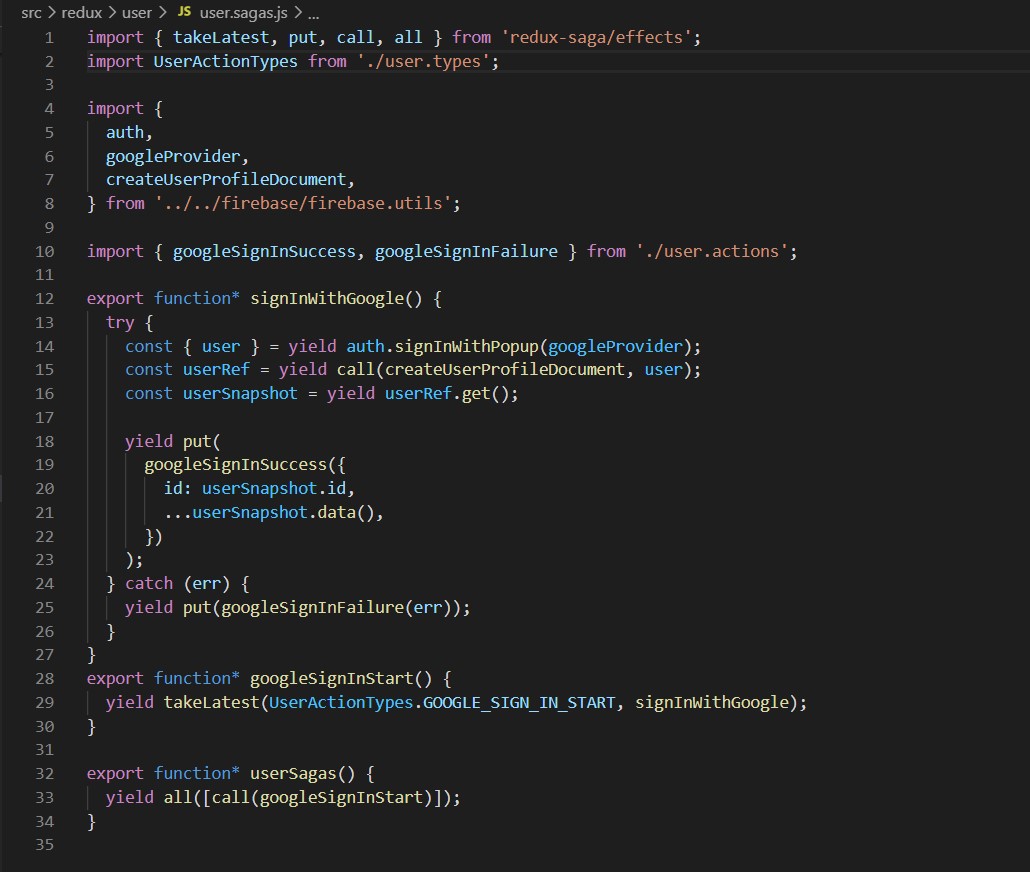 src > redux > user > JS user.sagas.js > ...
1 import { takeLatest, put, call, all } from 'redux-saga/effects';
2 import UserActionTypes from './user.types';
3
4 import {
5   auth,
6   googleProvider,
7   createUserProfileDocument,
8 } from '../../firebase/firebase.utils';
9
10 import { googleSignInSuccess, googleSignInFailure } from './user.actions';
11
12 export function* signInWithGoogle() {
13   try {
14     const { user } = yield auth.signInWithPopup(googleProvider);
15     const userRef = yield call(createUserProfileDocument, user);
16     const userSnapshot = yield userRef.get();
17
18     yield put(
19       googleSignInSuccess({
20         id: userSnapshot.id,
21         ...userSnapshot.data(),
22       })
23     );
24   } catch (err) {
25     yield put(googleSignInFailure(err));
26   }
27 }
28 export function* googleSignInStart() {
29   yield takeLatest(UserActionTypes.GOOGLE_SIGN_IN_START, signInWithGoogle);
30 }
31
32 export function* userSagas() {
33   yield all([call(googleSignInStart)]);
34 }
35